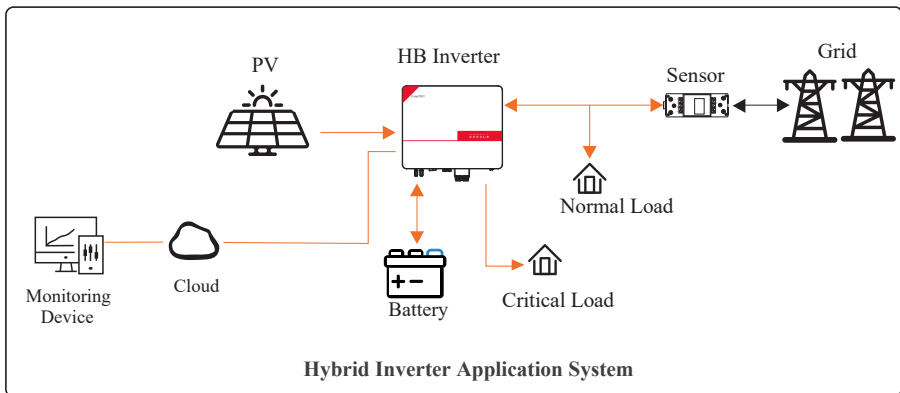 PV
HB Inverter
Sensor
Grid
Normal Load
Monitoring
Device
Cloud
Battery
Critical Load
Hybrid Inverter Application System